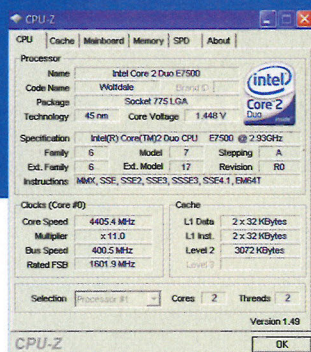 CPU-Z
CPU Cache Mainboard Memory SPD About
Processor
Name Intel Core 2 Duo E7500
Code Name Wolfdale Brand ID
Package Socket 775 LGA
Technology 45 nm Core Voltage 1.448 V
intel
Core 2
Duo
inside
Specification Intel(R) Core(TM)2 Duo CPU E7500 @ 2.93GHz
Family 6 Model 7 Stepping A
Ext. Family 6 Ext. Model 17 Revision R0
Instructions MMX, SSE, SSE2, SSE3, SSSE3, SSE4.1, EM64T
Clocks (Core #0)
Core Speed 4405.4 MHz
Multiplier x 11.0
Bus Speed 400.5 MHz
Rated FSB 1601.9 MHz
Cache
L1 Data 2 x 32 KBytes
L1 Inst. 2 x 32 KBytes
Level 2 3072 KBytes
Level 3
Selection Processor #1 Cores 2 Threads 2
Version 1.49
CPU-Z OK